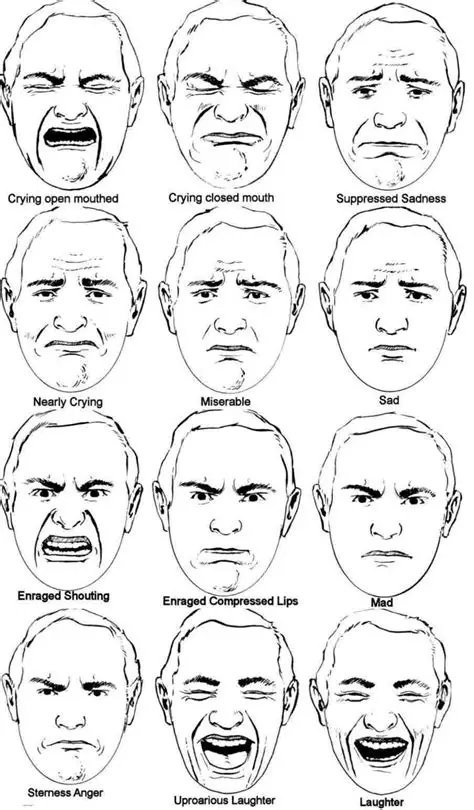 Crying open mouthed
Crying closed mouth
Suppressed Sadness
Nearly Crying
Miserable
Sad
Enraged Shouting
Enraged Compressed Lips
Mad
Sterness Anger
Uproarious Laughter
Laughter